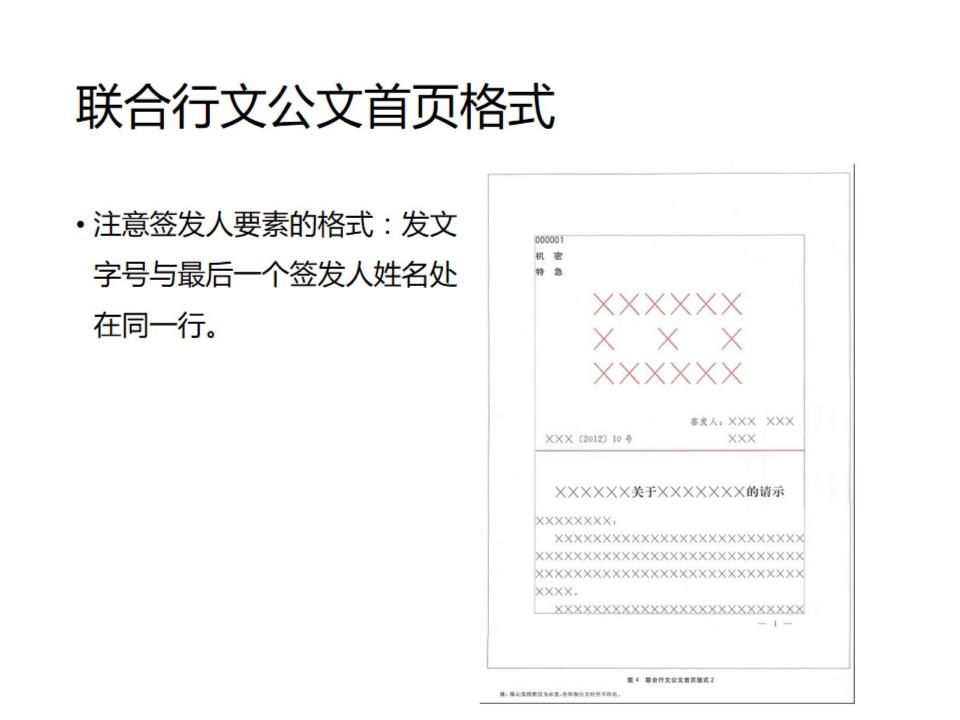 联合行文公文首页格式
• 注意签发人要素的格式：发文
字号与最后一个签发人姓名处
在同一行。
000001
机 密
特 急
××××××
× × ×
××××××
签发人：××× ×××
×××〔2012〕10 号 ×××
××××××关于×××××××的请示
××××××××：
×××××××××××××××××××××××
×××××××××××××××××××××××××
×××××××××××××××××××××××××
××××。
×××××××××××××××××××××××
— 1 —
图 4 联合行文公文首页版式 2
注：版心实线框仅为示意，在印制公文时并不印出。